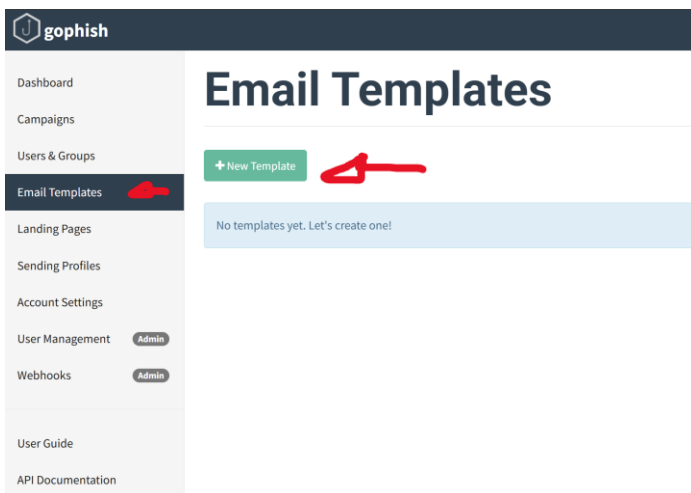 gophish
Dashboard
Campaigns
Users & Groups
Email Templates
Landing Pages
Sending Profiles
Account Settings
User Management Admin
Webhooks Admin
User Guide
API Documentation
Email Templates
+ New Template
No templates yet. Let's create one!